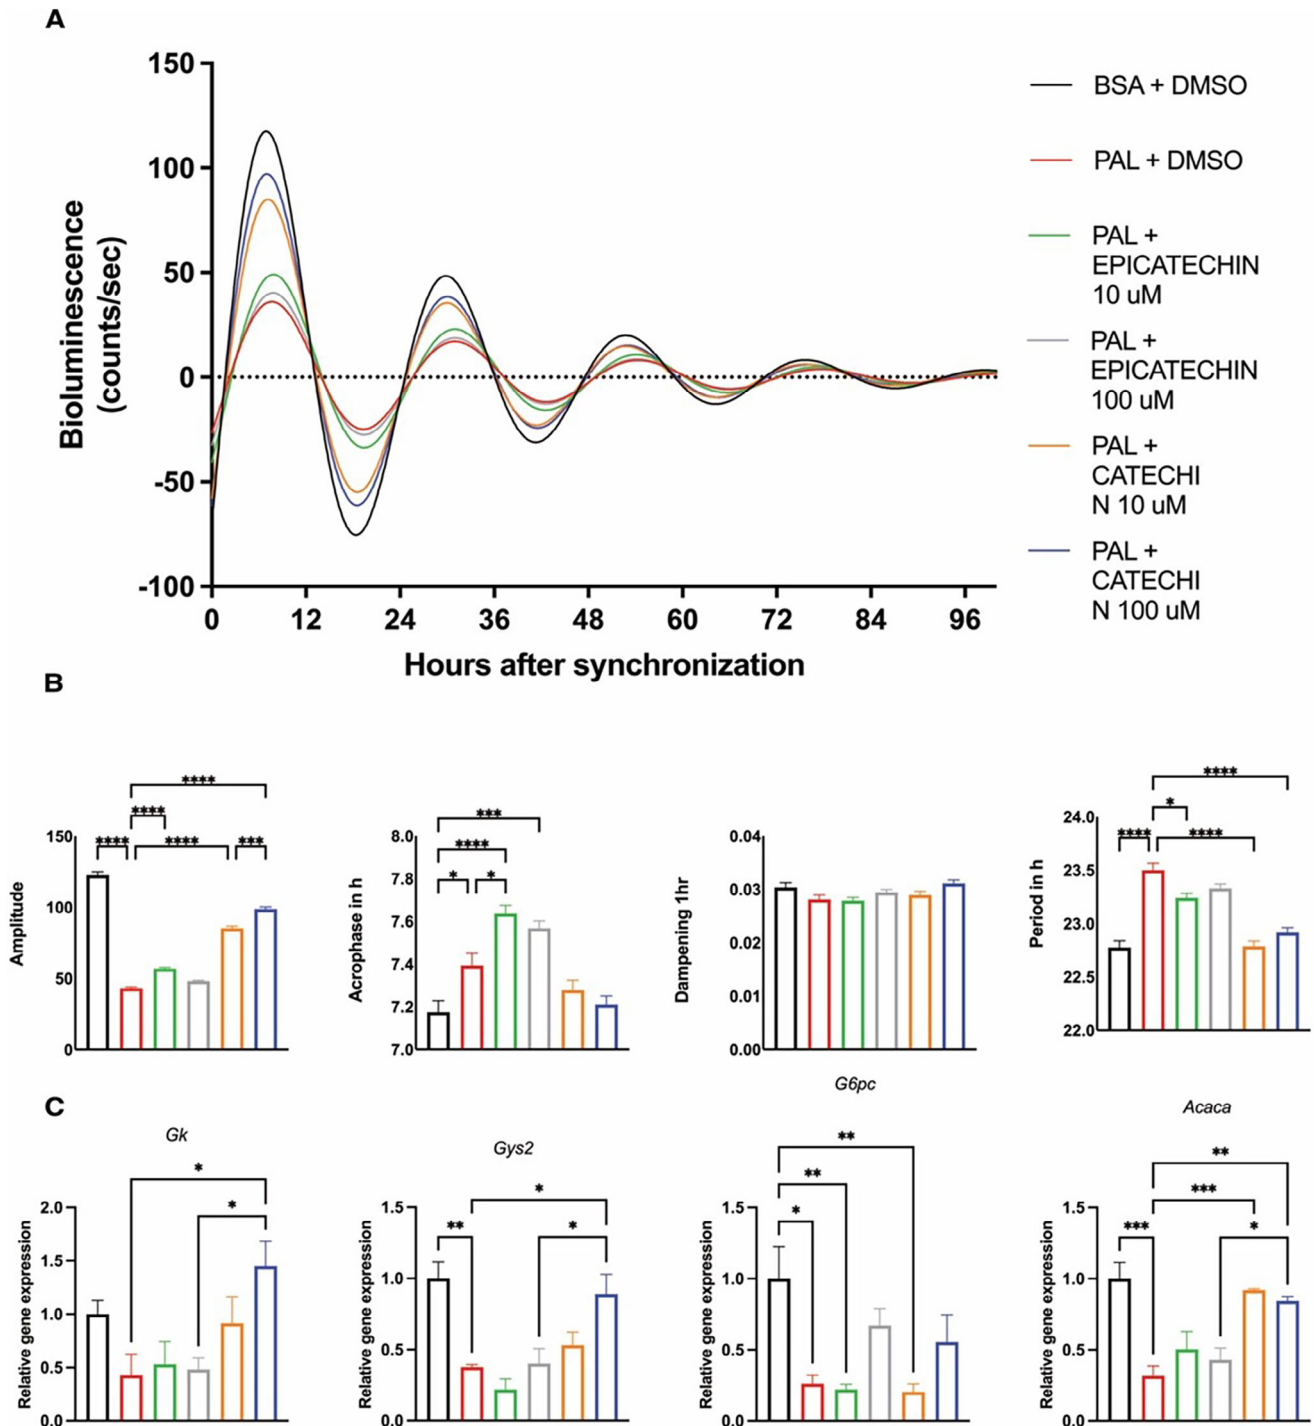 A
150
100
50
0
-50
-100
Bioluminescence
(counts/sec)
0 12 24 36 48 60 72 84 96
Hours after synchronization
BSA + DMSO
PAL + DMSO
PAL +
EPICATECHIN
10 uM
PAL +
EPICATECHIN
100 uM
PAL +
CATECHI
N 10 uM
PAL +
CATECHI
N 100 uM
B
****
****
**** **** ***
150
100
50
0
Amplitude
***
****
* *
8.0
7.8
7.6
7.4
7.2
7.0
Acrophase in h
0.04
0.03
0.02
0.01
0.00
Dampening 1hr
****
*
**** ****
24.0
23.5
23.0
22.5
22.0
Period in h
C
Gk
*
*
2.0
1.5
1.0
0.5
0.0
Relative gene expression
Gys2
*
** *
1.5
1.0
0.5
0.0
Relative gene expression
G6pc
**
**
*
1.5
1.0
0.5
0.0
Relative gene expression
Acaca
**
***
*** *
1.5
1.0
0.5
0.0
Relative gene expression